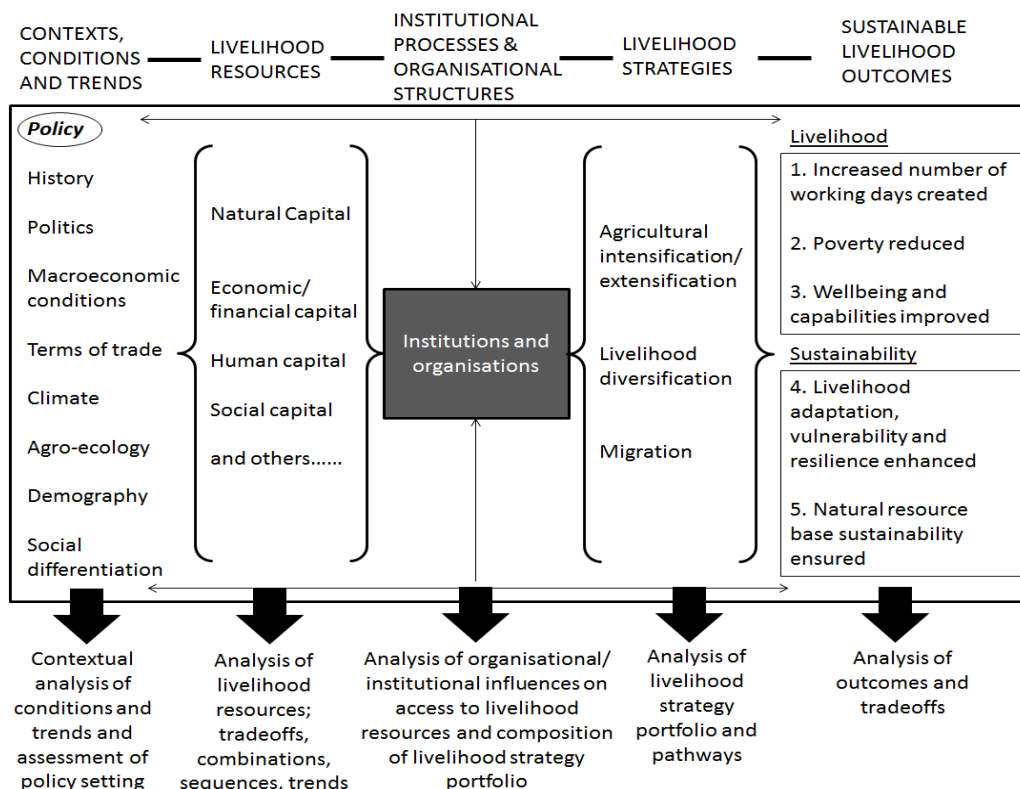 CONTEXTS,
CONDITIONS
AND TRENDS
LIVELIHOOD
RESOURCES
INSTITUTIONAL
PROCESSES &
ORGANISATIONAL
STRUCTURES
LIVELIHOOD
STRATEGIES
SUSTAINABLE
LIVELIHOOD
OUTCOMES
Policy
History
Politics
Macroeconomic
conditions
Terms of trade
Climate
Agro-ecology
Demography
Social
differentiation
Natural Capital
Economic/
financial capital
Human capital
Social capital
and others......
Institutions and
organisations
Agricultural
intensification/
extensification
Livelihood
diversification
Migration
Livelihood
1. Increased number of
working days created
2. Poverty reduced
3. Wellbeing and
capabilities improved
Sustainability
4. Livelihood
adaptation,
vulnerability and
resilience enhanced
5. Natural resource
base sustainability
ensured
Contextual
analysis of
conditions and
trends and
assessment of
policy setting
Analysis of
livelihood
resources;
tradeoffs,
combinations,
sequences, trends
Analysis of organisational/
institutional influences on
access to livelihood
resources and composition
of livelihood strategy
portfolio
Analysis of
livelihood
strategy
portfolio and
pathways
Analysis of
outcomes and
tradeoffs